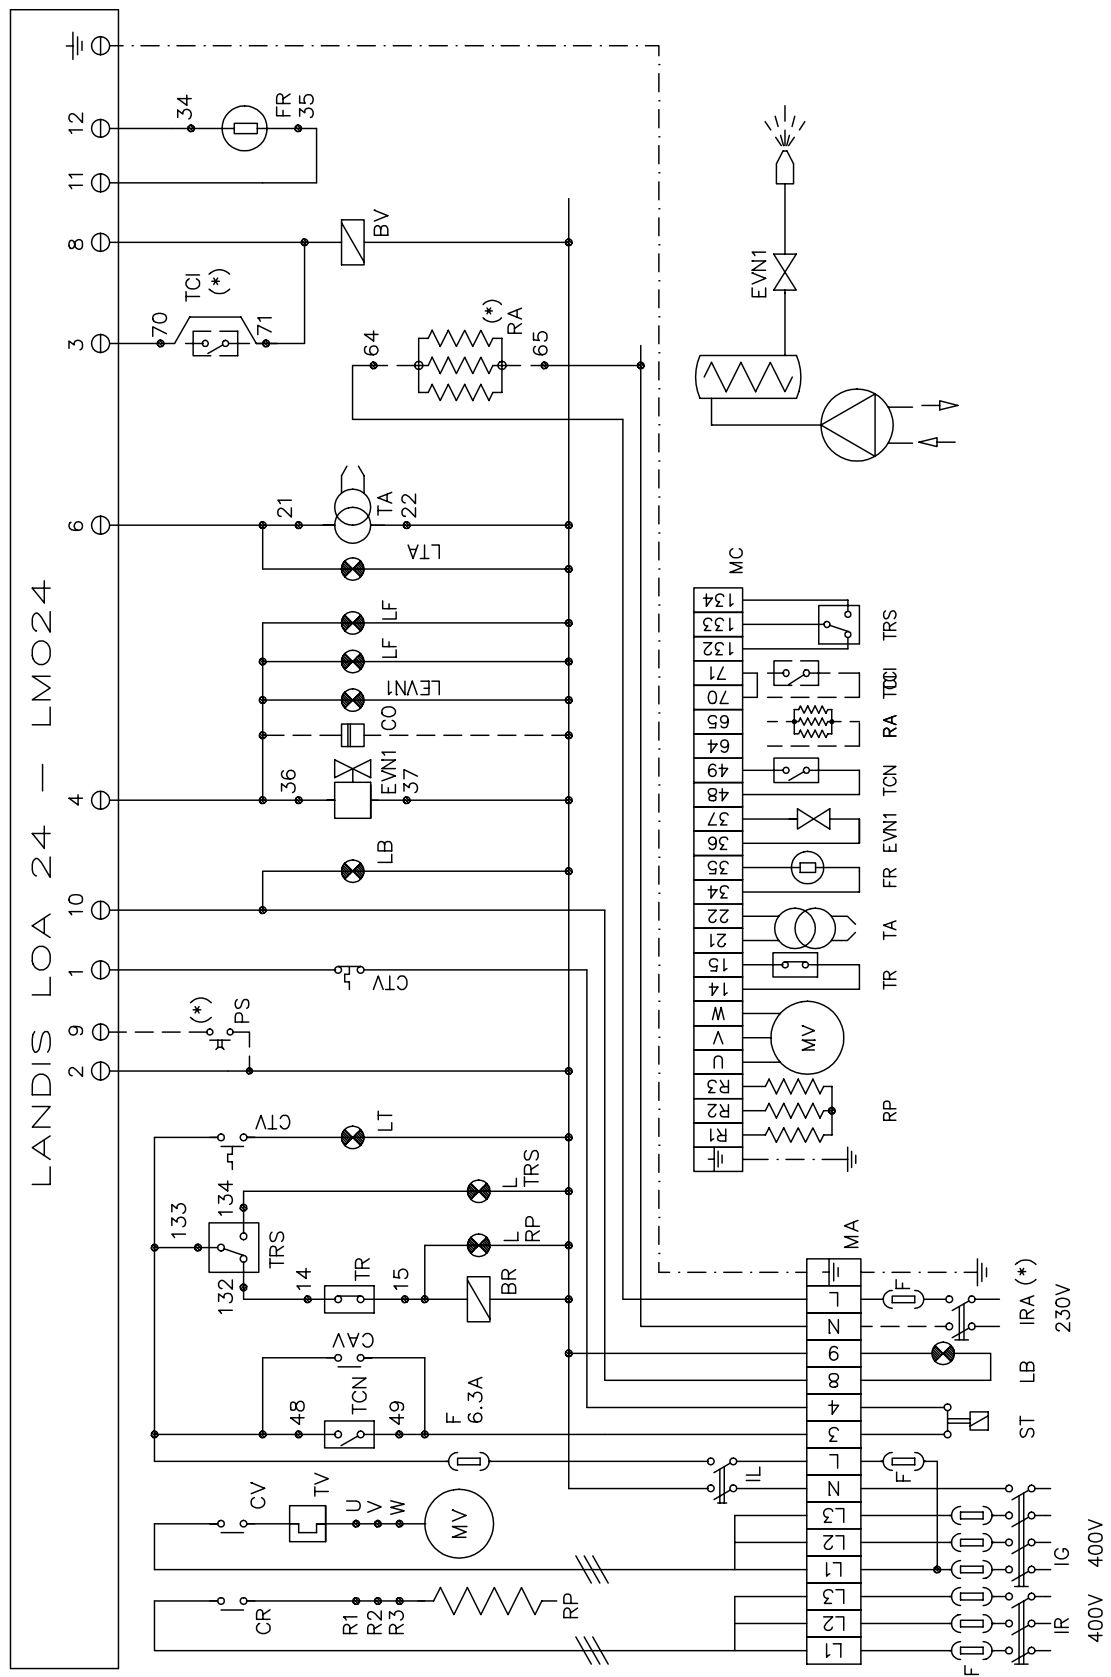 LANDIS LOA 24 - LMO24
12
11
8
3
6
4
10
1
9
2
34
FR
35
BV
TCI
(*)
70
71
64
(*)
RA
65
21
TA
22
LTA
LF
LF
LEVN1
CO
36
EVN1
37
LB
CTV
(*)
PS
CTV
LT
133
134
TRS
132
L
TRS
L
RP
14
TR
15
BR
CAV
48
TCN
49
F
6.3A
IL
CV
TV
U
V
W
MV
CR
R1
R2
R3
RP
EVN1
MC
134
133
132
71
70
65
64
49
48
37
36
35
34
22
21
15
14
W
V
U
R3
R2
R1
TRS
TCI
RA
TCN
EVN1
FR
TA
TR
MV
RP
MA
L
N
9
8
4
3
L
N
L3
L2
L1
L3
L2
L1
F
IRA (*)
230V
LB
ST
F
IG
400V
IR
400V
F